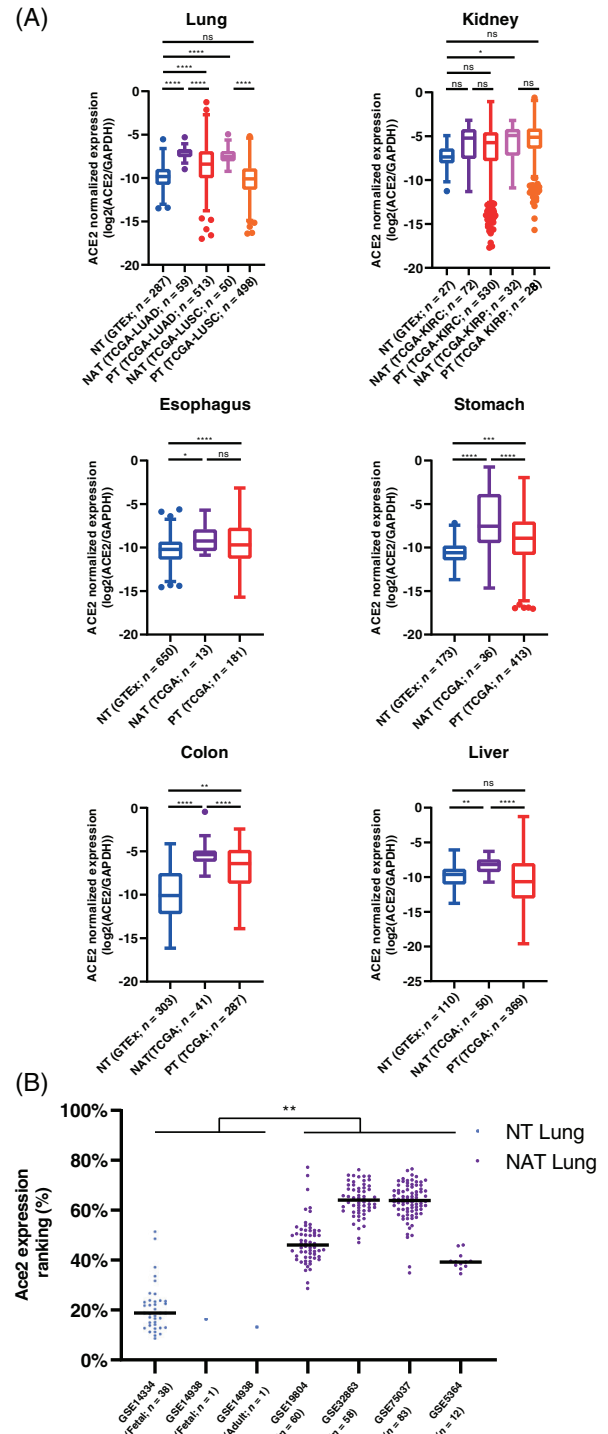 (A)
Lung
ns
****
****
**** **** ****
ACE2 normalized expression
(log2(ACE2/GAPDH))
0
-5
-10
-15
-20
NT (GTEx; n = 287)
NAT (TCGA-LUAD; n = 59)
PT (TCGA-LUAD; n = 513)
NAT (TCGA-LUSC; n = 50)
PT (TCGA-LUSC; n = 498)
Kidney
ns
*
ns
ns ns ns
ACE2 normalized expression
(log2(ACE2/GAPDH))
0
-5
-10
-15
-20
NT (GTEx; n = 27)
NAT (TCGA-KIRC; n = 72)
PT (TCGA-KIRC; n = 530)
NAT (TCGA-KIRP; n = 32)
PT (TCGA KIRP; n = 28)
Esophagus
****
* ns
ACE2 normalized expression
(log2(ACE2/GAPDH))
0
-5
-10
-15
-20
NT (GTEx; n = 650)
NAT (TCGA; n = 13)
PT (TCGA; n = 181)
Stomach
***
**** ****
ACE2 normalized expression
(log2(ACE2/GAPDH))
0
-5
-10
-15
-20
NT (GTEx; n = 173)
NAT (TCGA; n = 36)
PT (TCGA; n = 413)
Colon
**
**** ****
ACE2 normalized expression
(log2(ACE2/GAPDH))
0
-5
-10
-15
-20
NT (GTEx; n = 303)
NAT(TCGA; n = 41)
PT (TCGA; n = 287)
Liver
ns
** ****
ACE2 normalized expression
(log2(ACE2/GAPDH))
0
-5
-10
-15
-20
-25
NT (GTEx; n = 110)
NAT (TCGA; n = 50)
PT (TCGA; n = 369)
(B)
**
NT Lung
NAT Lung
Ace2 expression
ranking (%)
100%
80%
60%
40%
20%
0%
GSE14334
(Fetal; n = 38)
GSE14938
(Fetal; n = 1)
GSE14938
(Adult; n = 1)
GSE19804
(n = 60)
GSE32863
(n = 58)
GSE75037
(n = 83)
GSE5364
(n = 12)